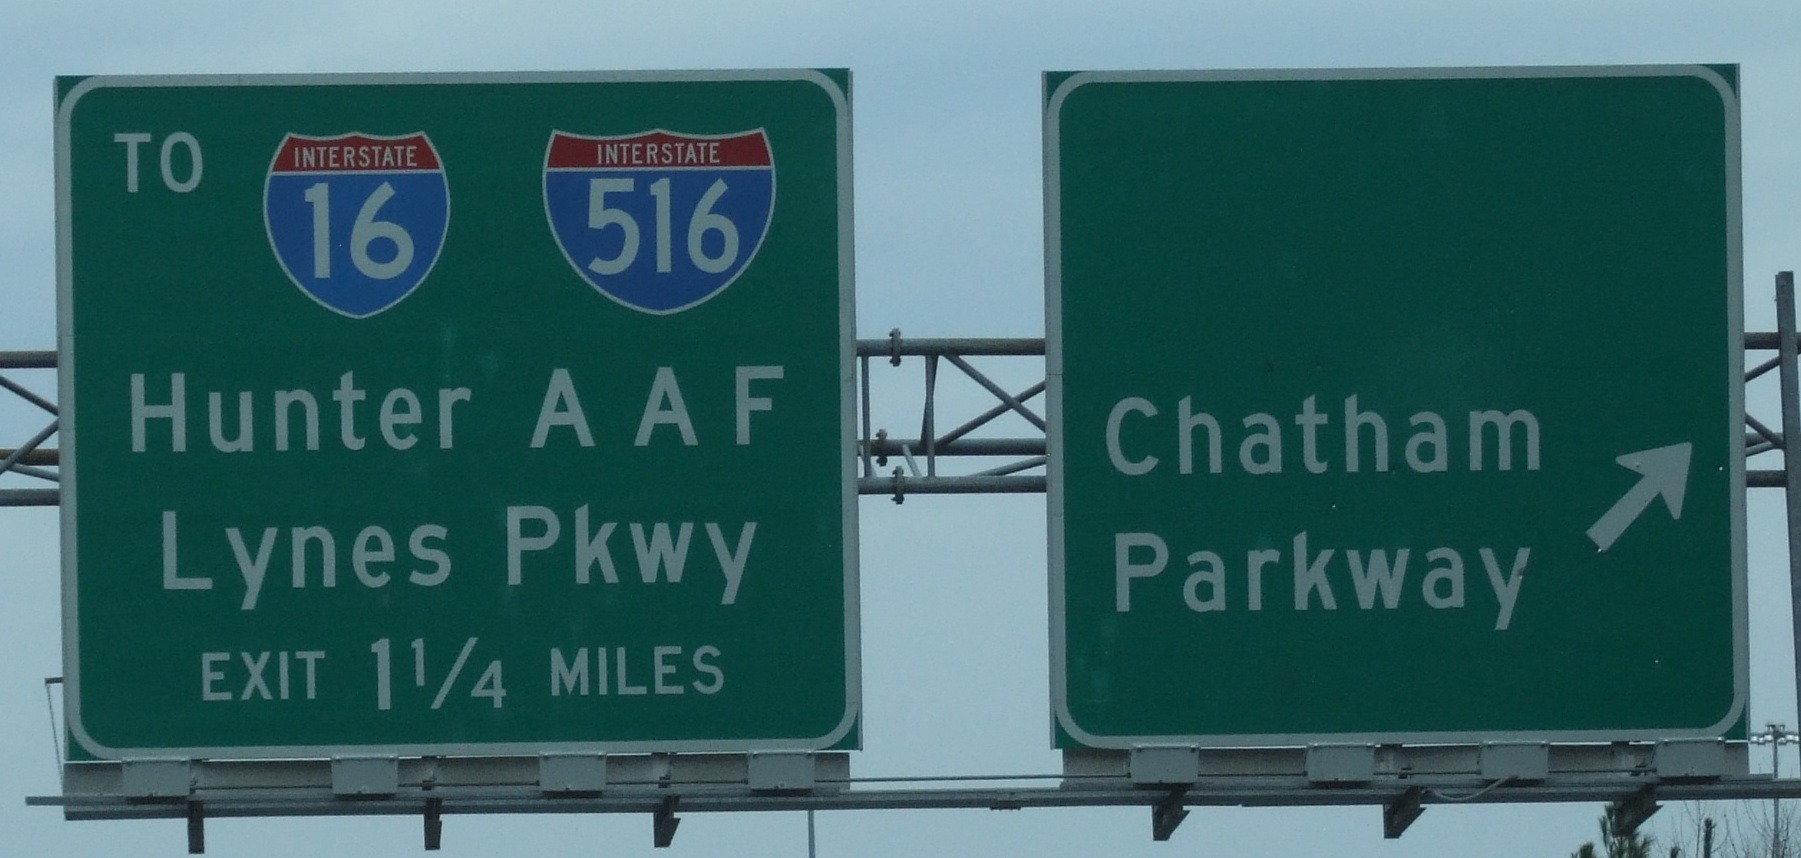 TO
INTERSTATE
16
INTERSTATE
516
Hunter A A F
Lynes Pkwy
EXIT 1 1/4 MILES
Chatham
Parkway